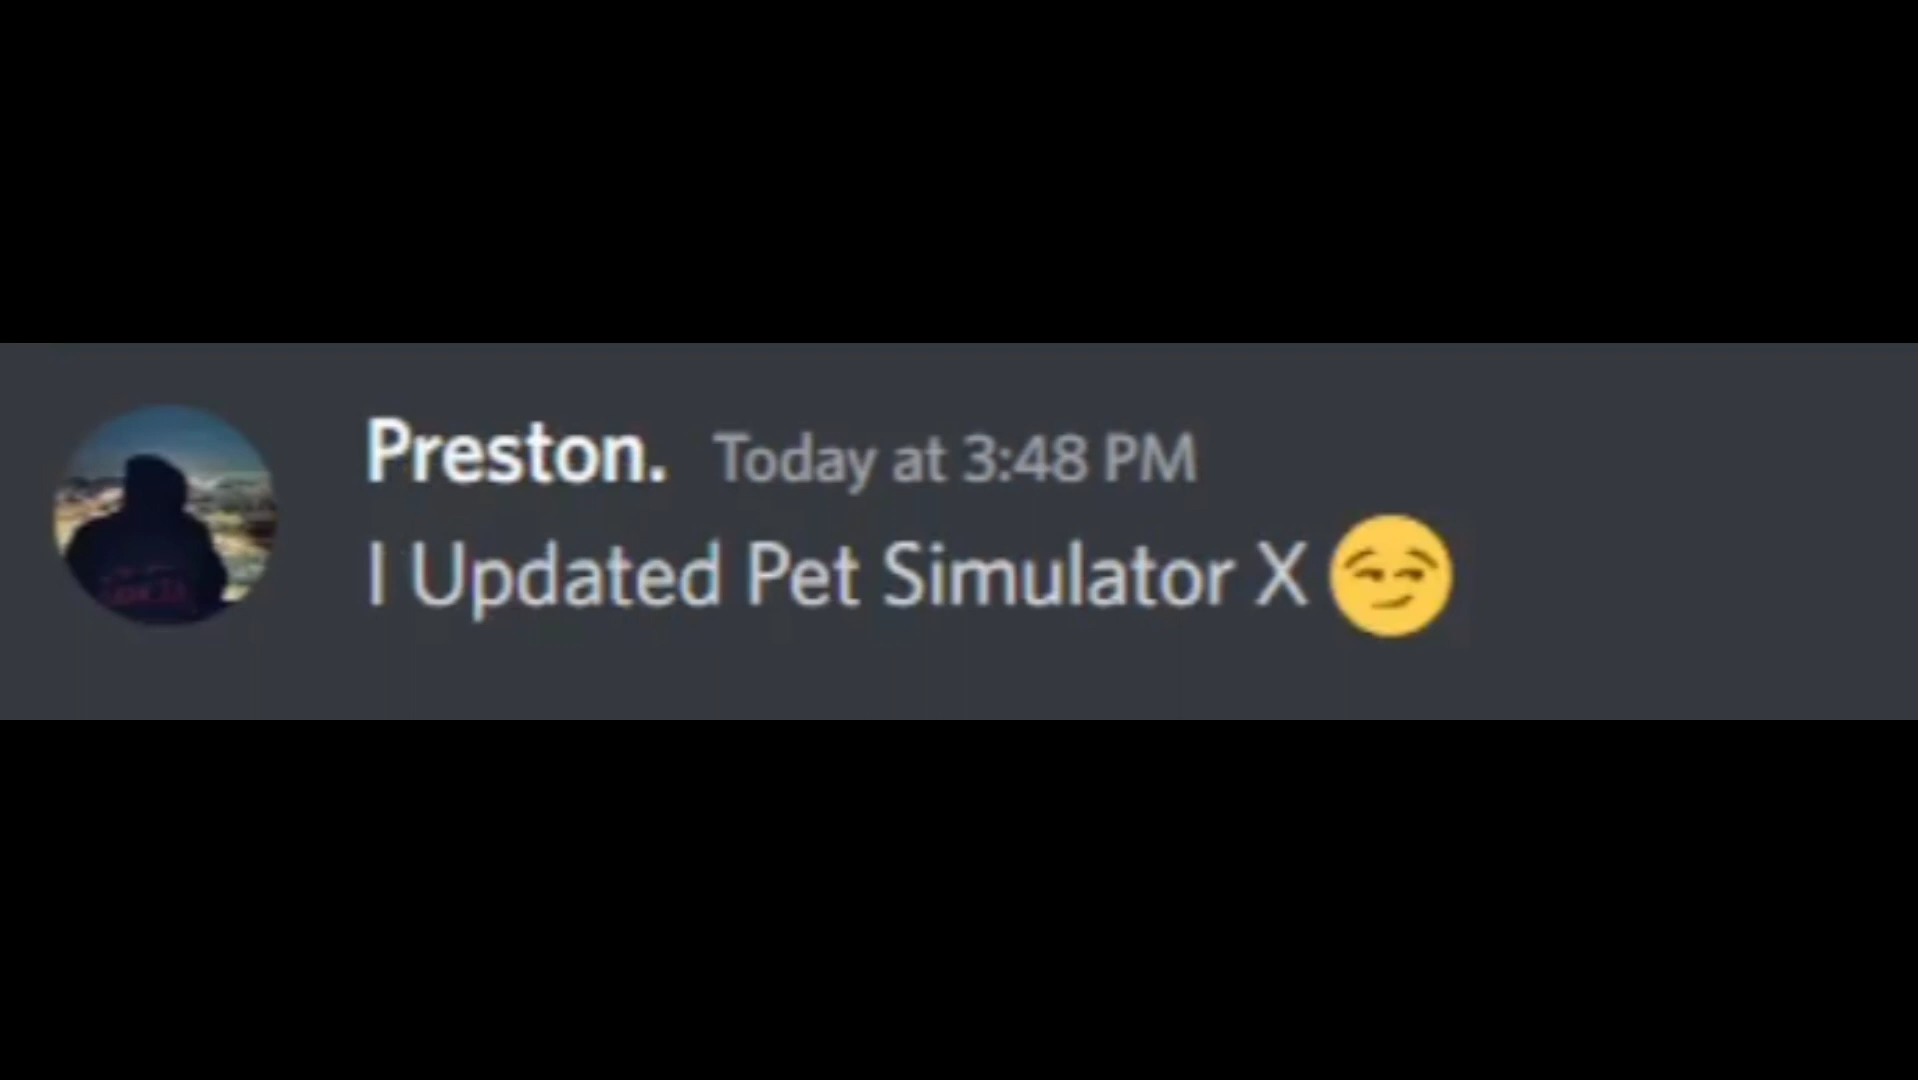 Preston. Today at 3:48 PM
I Updated Pet Simulator X 😏